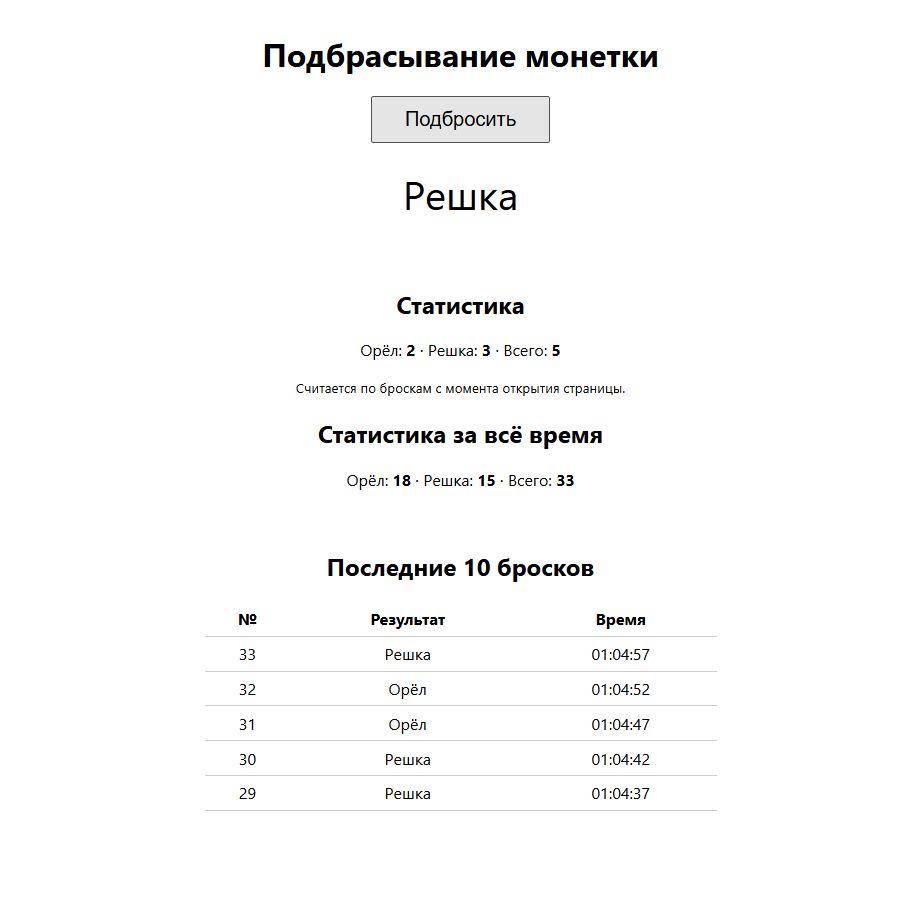 Подбрасывание монетки
Подбросить
Решка
Статистика
Орёл: 2 · Решка: 3 · Всего: 5
Считается по броскам с момента открытия страницы.
Статистика за всё время
Орёл: 18 · Решка: 15 · Всего: 33
Последние 10 бросков
№ Результат Время
33 Решка 01:04:57
32 Орёл 01:04:52
31 Орёл 01:04:47
30 Решка 01:04:42
29 Решка 01:04:37